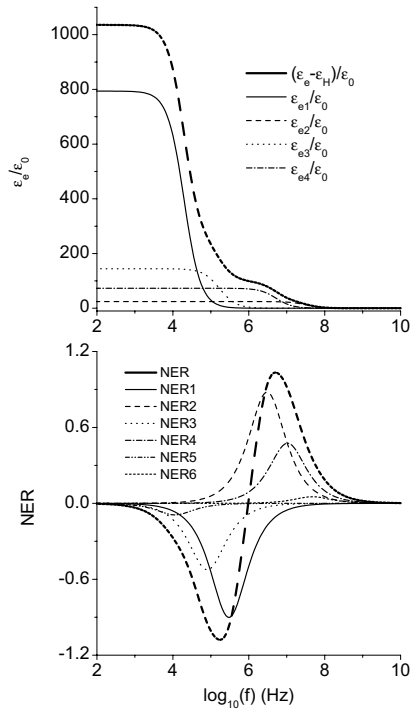 1000
800
600
400
200
0
ε_e/ε_0
(ε_e-ε_H)/ε_0
ε_e1/ε_0
ε_e2/ε_0
ε_e3/ε_0
ε_e4/ε_0
2 4 6 8 10
1.2
0.6
0.0
-0.6
-1.2
NER
NER
NER1
NER2
NER3
NER4
NER5
NER6
2 4 6 8 10
log_10(f) (Hz)